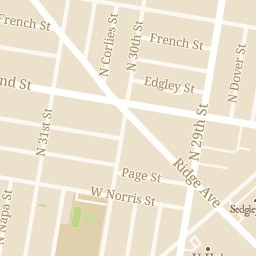 French St
N Corlies St
N 30th St
French St
N Dover St
Edgley St
nd St
N 31st St
N 29th St
Ridge Ave
Page St
W Norris St
N Napa St
Sedgl